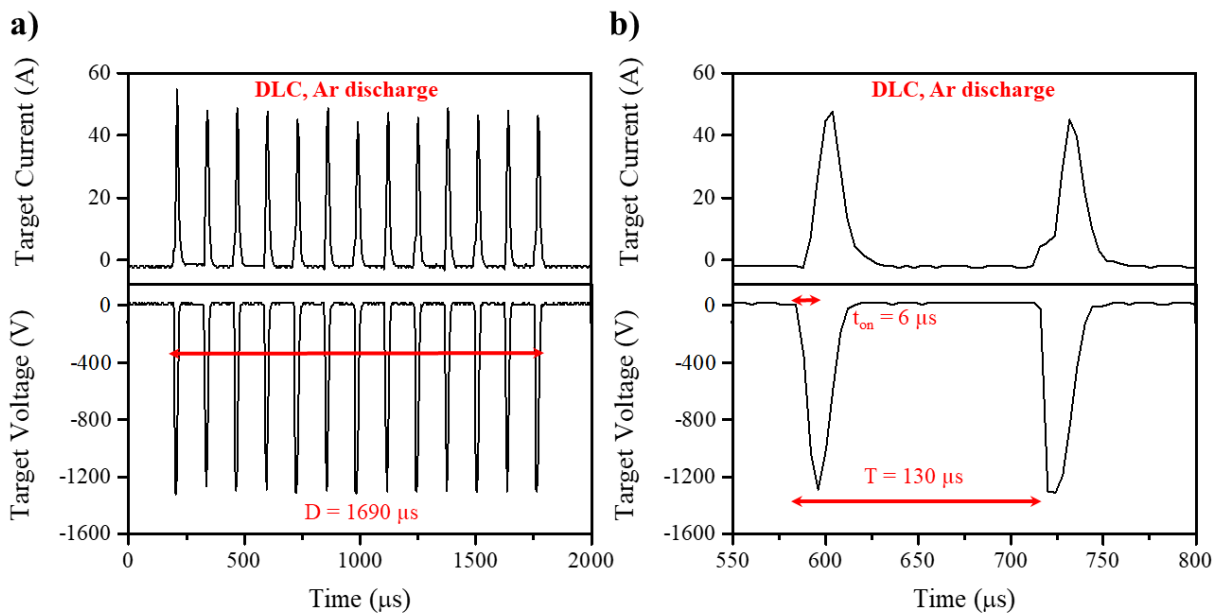 a)
DLC, Ar discharge
Target Current (A)
60
40
20
0
Target Voltage (V)
0
-400
-800
-1200
-1600
D = 1690 µs
0
500
1000
1500
2000
Time (µs)
b)
DLC, Ar discharge
Target Current (A)
60
40
20
0
Target Voltage (V)
0
-400
-800
-1200
-1600
ton = 6 µs
T = 130 µs
550
600
650
700
750
800
Time (µs)